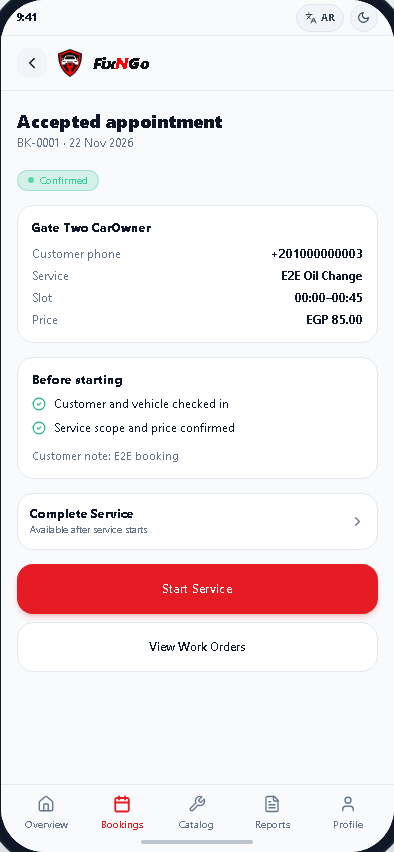 9:41
AR
FixNGo
Accepted appointment
BK-0001 · 22 Nov 2026
Confirmed
Gate Two CarOwner
Customer phone +201000000003
Service E2E Oil Change
Slot 00:00–00:45
Price EGP 85.00
Before starting
Customer and vehicle checked in
Service scope and price confirmed
Customer note: E2E booking
Complete Service
Available after service starts
Start Service
View Work Orders
Overview Bookings Catalog Reports Profile